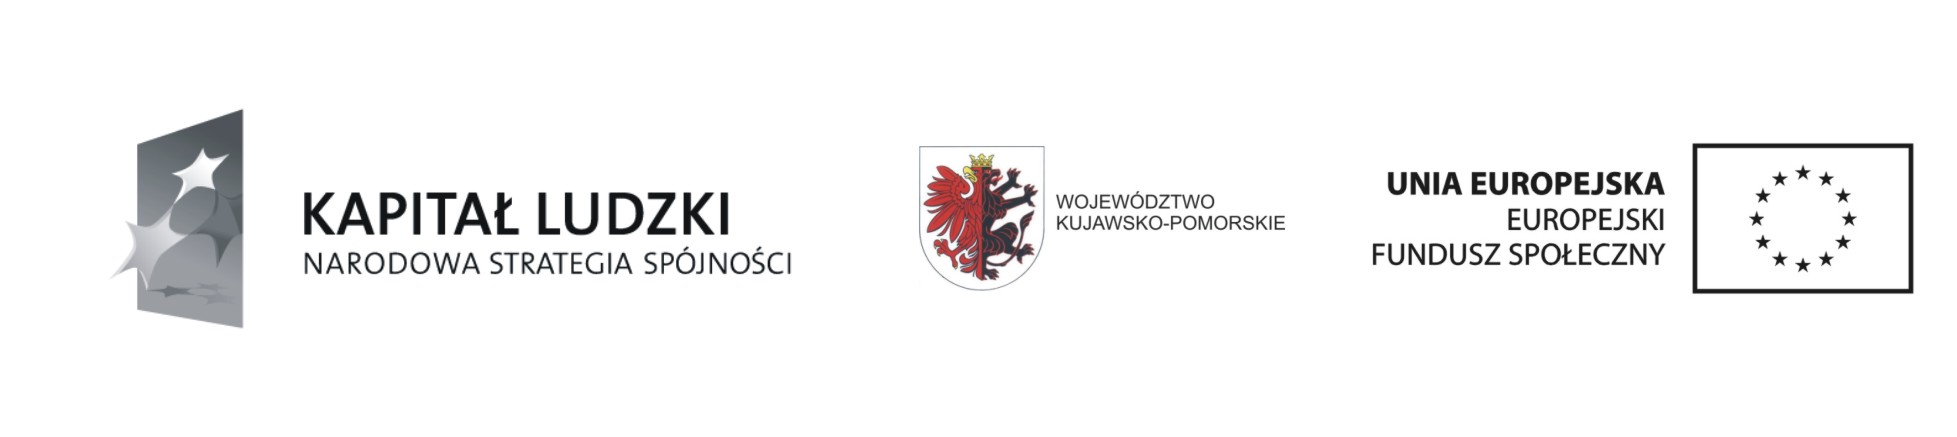 KAPITAŁ LUDZKI
NARODOWA STRATEGIA SPÓJNOŚCI
WOJEWÓDZTWO
KUJAWSKO-POMORSKIE
UNIA EUROPEJSKA
EUROPEJSKI
FUNDUSZ SPOŁECZNY